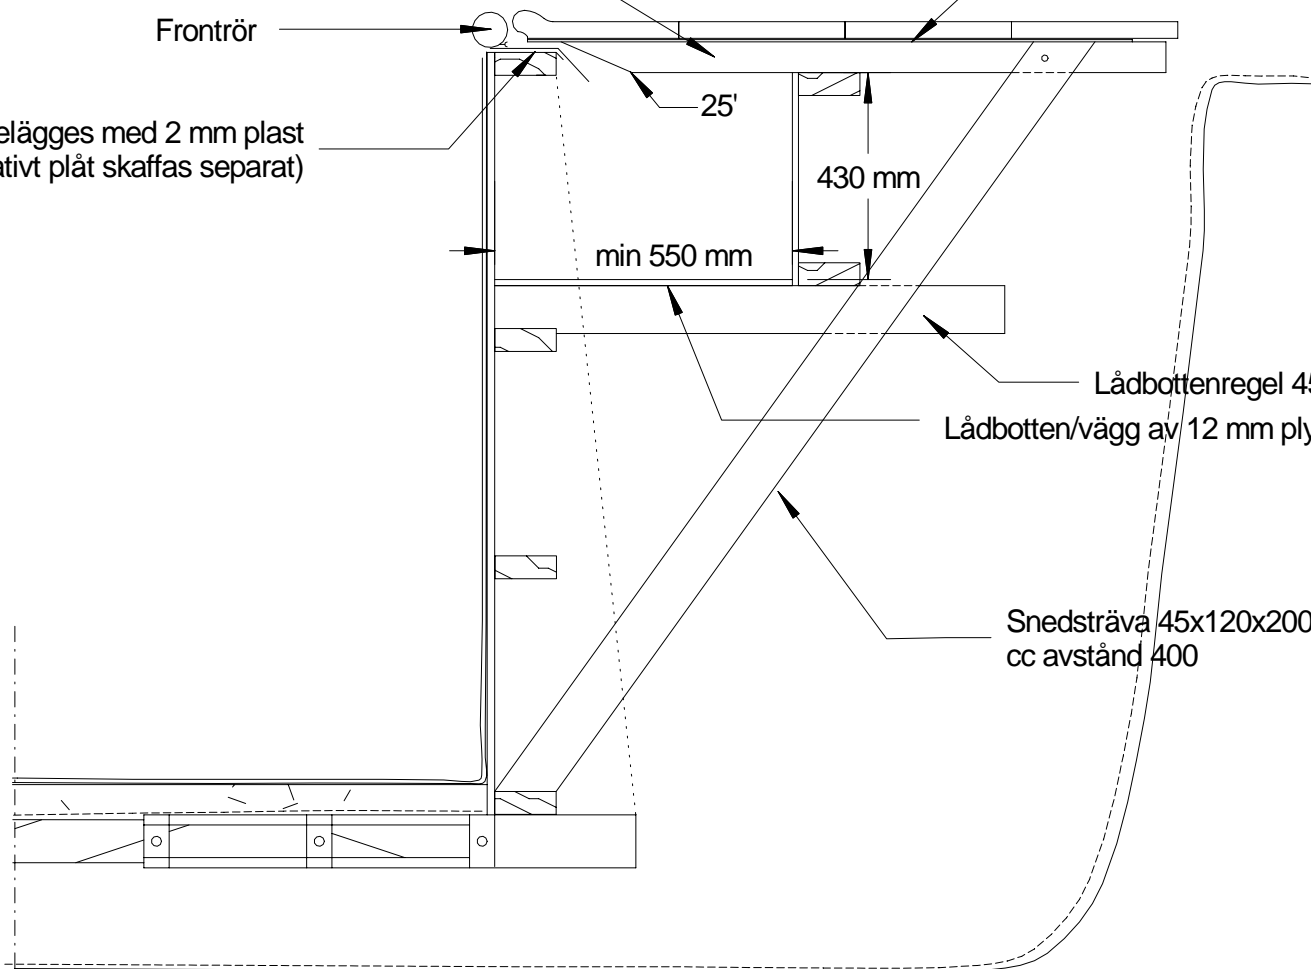 Frontrör
25'
elägges med 2 mm plast
ativt plåt skaffas separat)
430 mm
min 550 mm
Lådbottenregel 45
Lådbotten/vägg av 12 mm ply
Snedsträva 45x120x200
cc avstånd 400